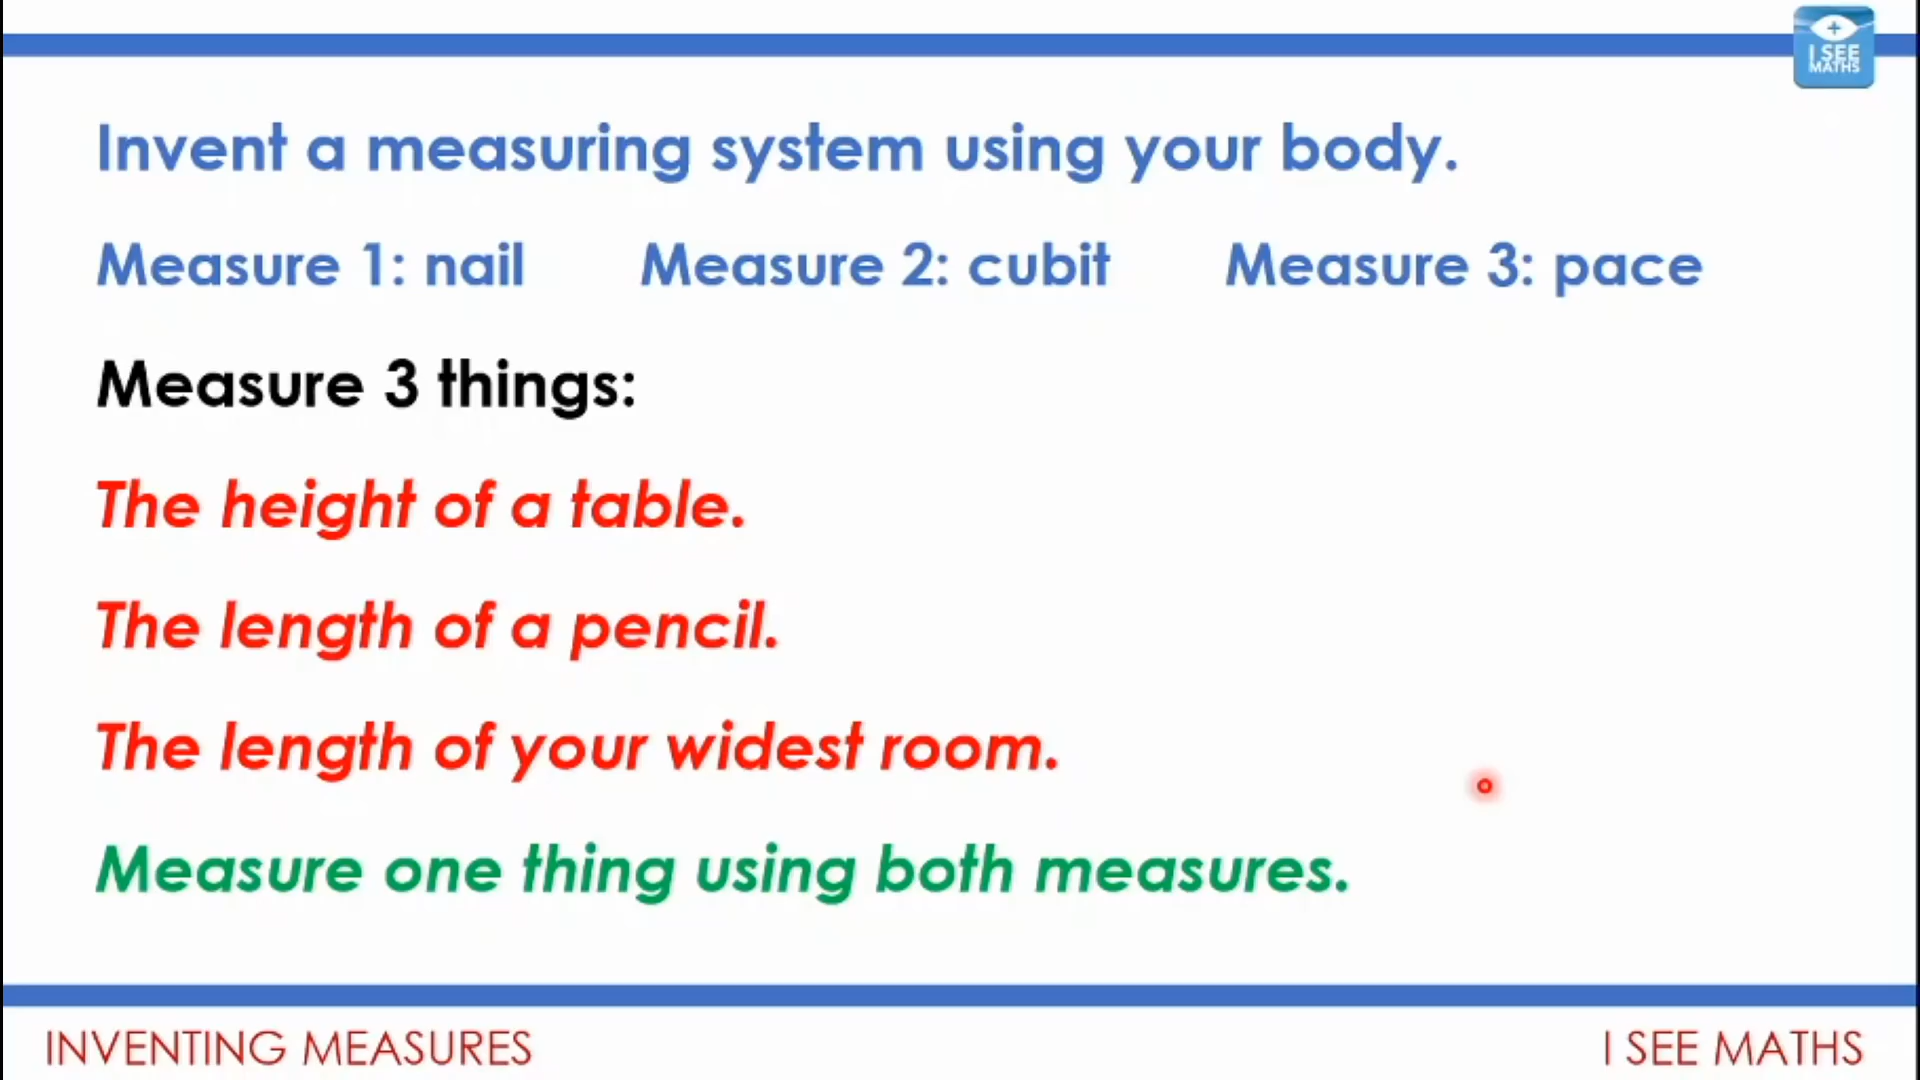 I SEE
MATHS
Invent a measuring system using your body.
Measure 1: nail Measure 2: cubit Measure 3: pace
Measure 3 things:
The height of a table.
The length of a pencil.
The length of your widest room.
Measure one thing using both measures.
INVENTING MEASURES I SEE MATHS